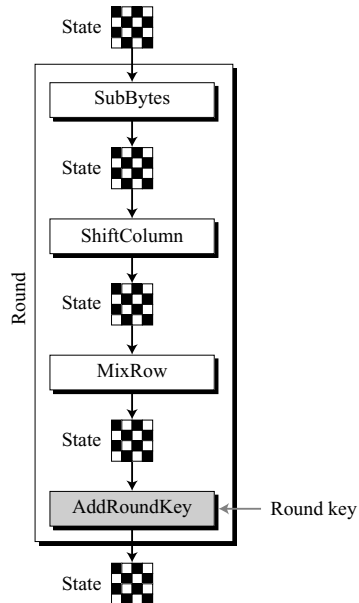 State
SubBytes
State
ShiftColumn
State
Round
MixRow
State
AddRoundKey
Round key
State